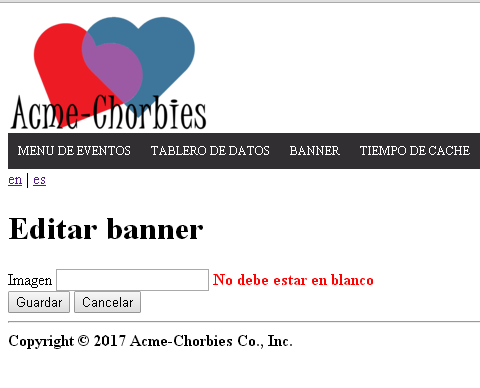 Acme-Chorbies
MENU DE EVENTOS TABLERO DE DATOS BANNER TIEMPO DE CACHE
en | es
Editar banner
Imagen No debe estar en blanco
Guardar Cancelar
Copyright © 2017 Acme-Chorbies Co., Inc.